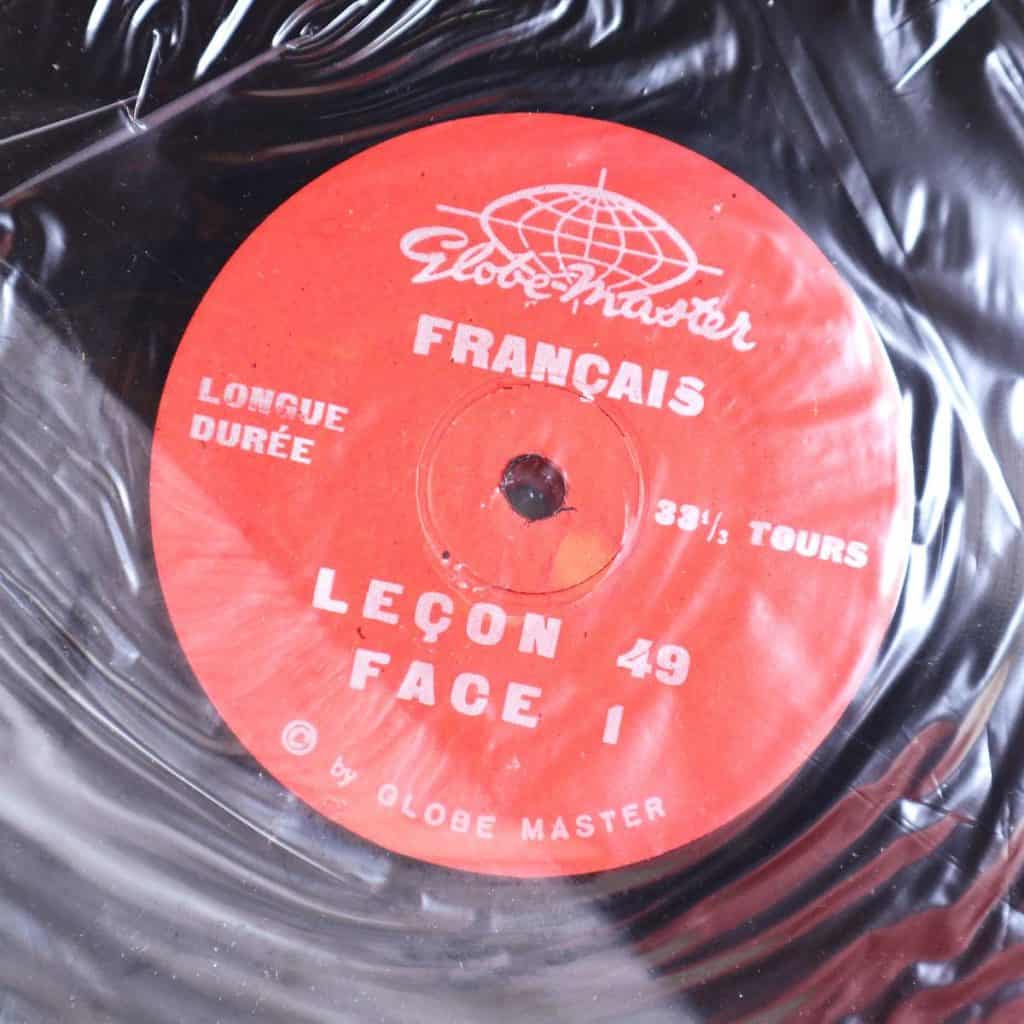 Globe-Master
FRANÇAIS
LONGUE
DURÉE
33⅓ TOURS
LEÇON 49
FACE 1
© by GLOBE MASTER